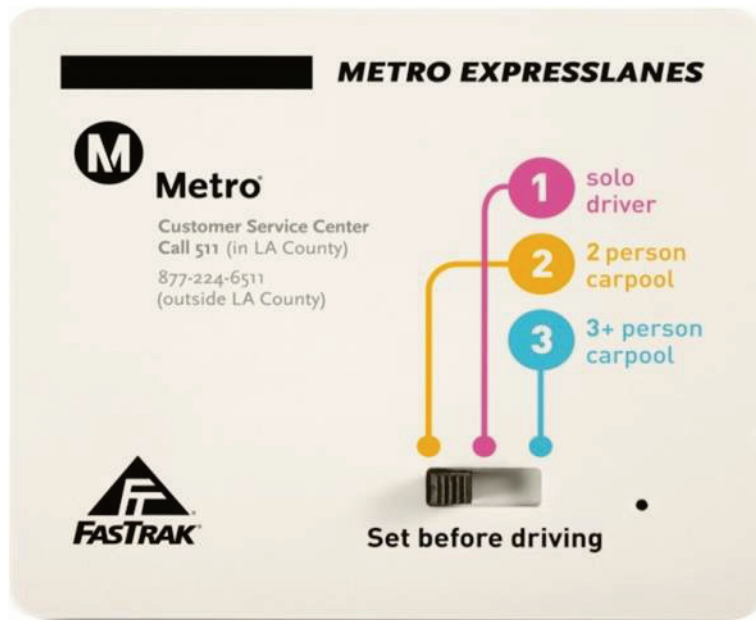 METRO EXPRESSLANES
M
Metro
Customer Service Center
Call 511 (in LA County)
877-224-6511
(outside LA County)
1 solo
driver
2 2 person
carpool
3 3+ person
carpool
FT
FASTRAK
Set before driving